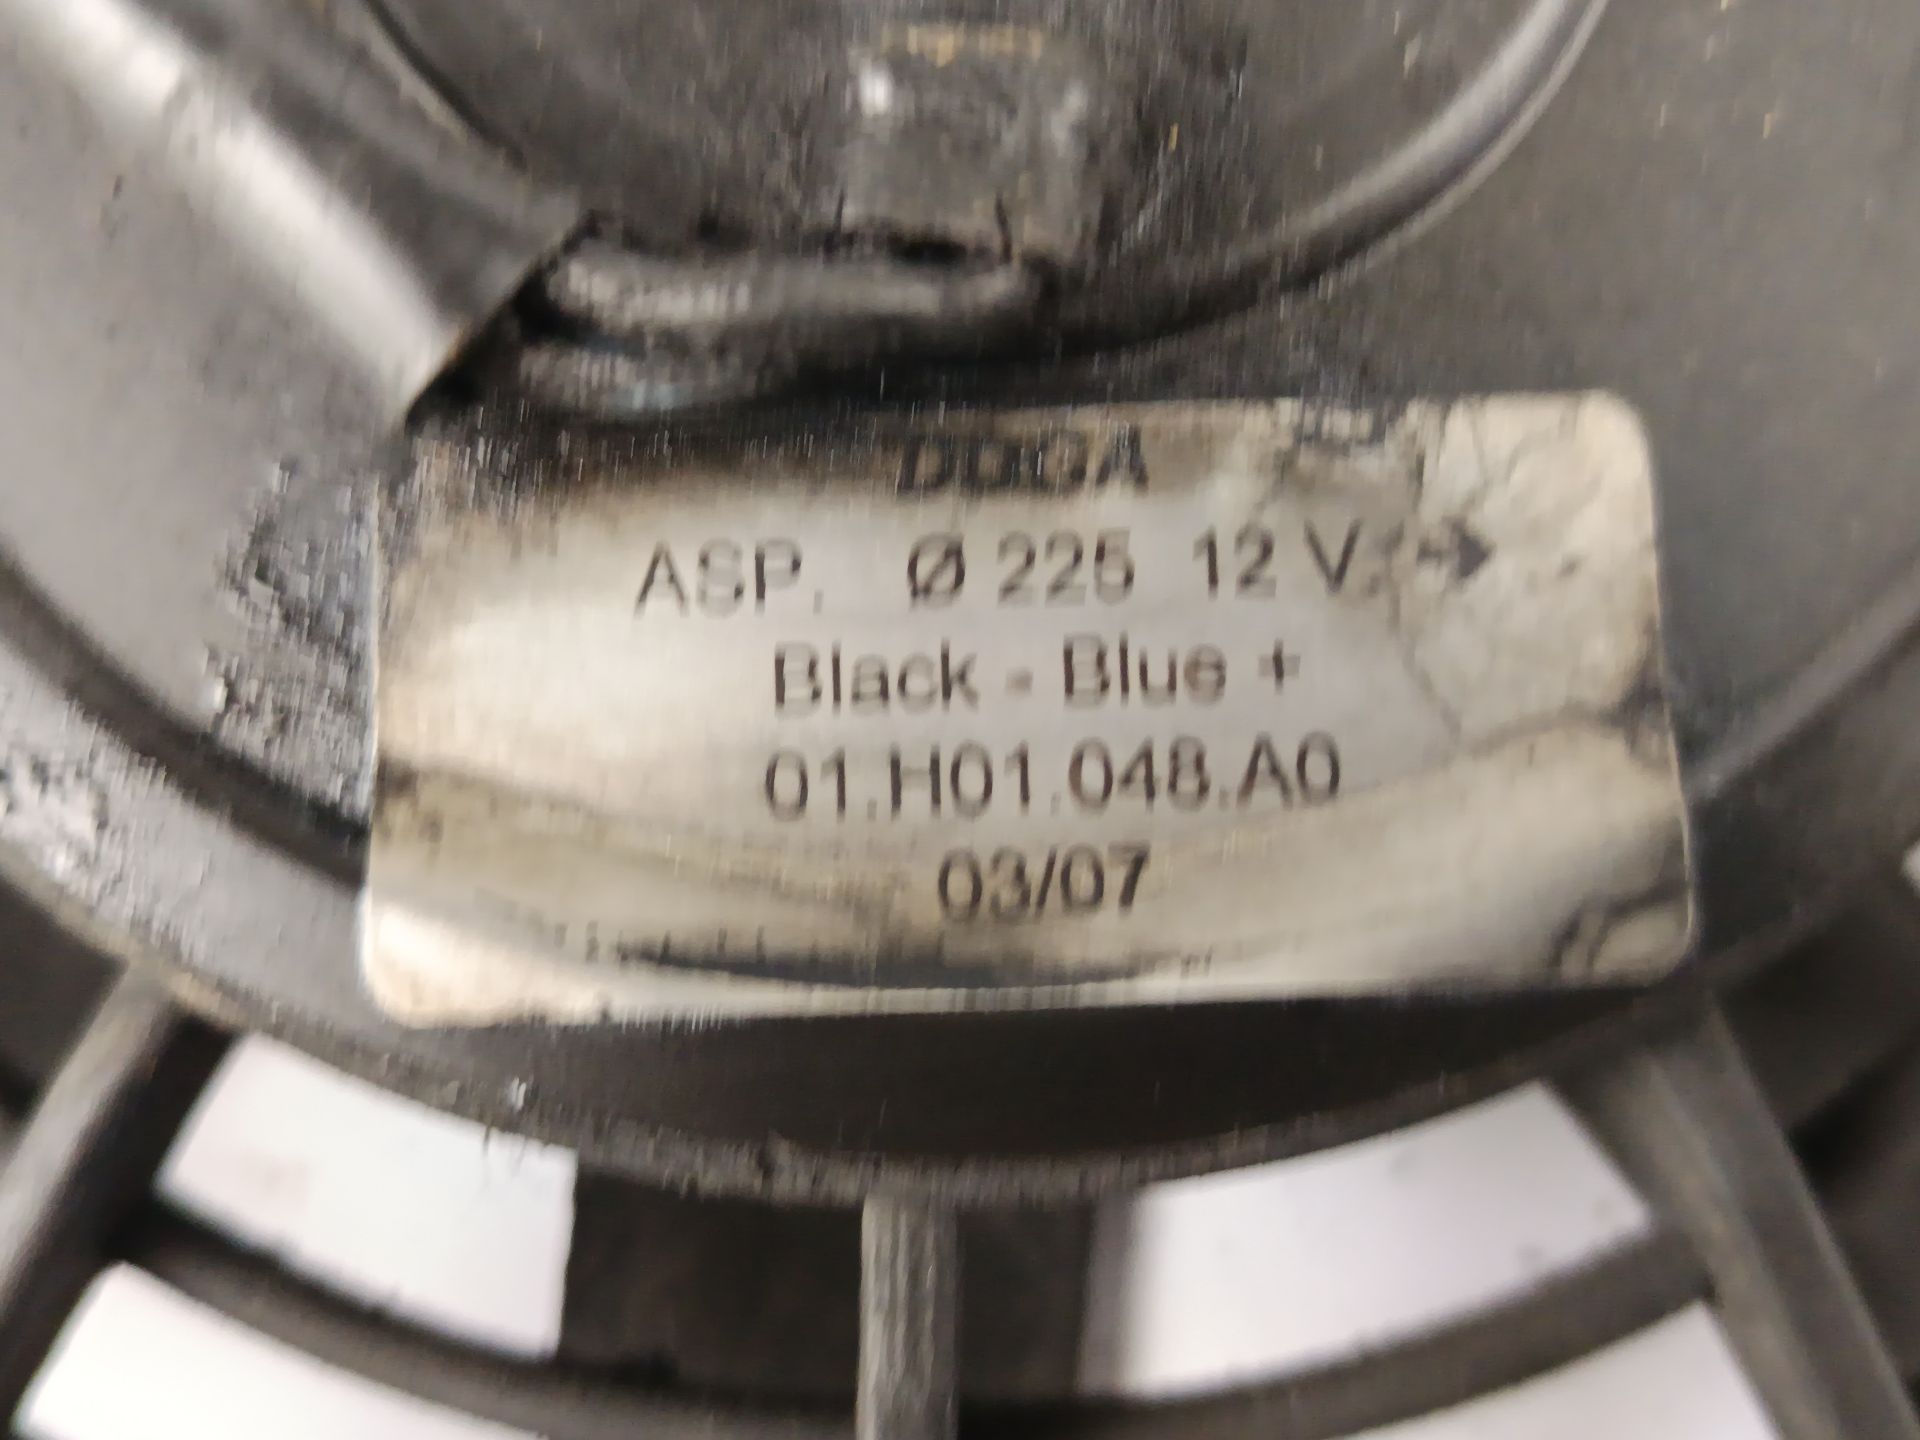 DOGA
ASP. Ø 225 12 V.
Black - Blue +
01.H01.048.A0
03/07